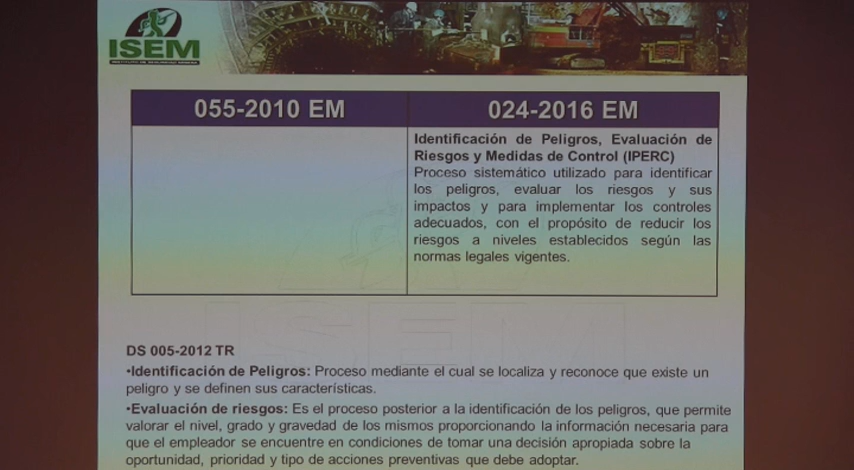 ISEM
INSTITUTO DE SEGURIDAD MINERA
055-2010 EM
024-2016 EM
Identificación de Peligros, Evaluación de
Riesgos y Medidas de Control (IPERC)
Proceso sistemático utilizado para identificar
los peligros, evaluar los riesgos y sus
impactos y para implementar los controles
adecuados, con el propósito de reducir los
riesgos a niveles establecidos según las
normas legales vigentes.
ISEM
DS 005-2012 TR
•Identificación de Peligros: Proceso mediante el cual se localiza y reconoce que existe un
peligro y se definen sus características.
•Evaluación de riesgos: Es el proceso posterior a la identificación de los peligros, que permite
valorar el nivel, grado y gravedad de los mismos proporcionando la información necesaria para
que el empleador se encuentre en condiciones de tomar una decisión apropiada sobre la
oportunidad, prioridad y tipo de acciones preventivas que debe adoptar.